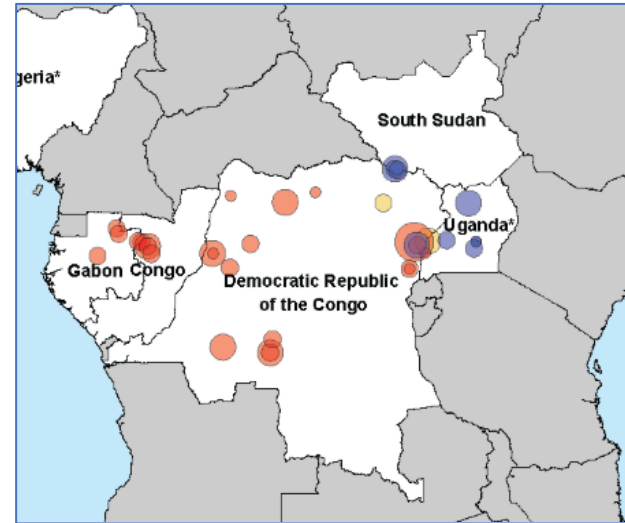 geria*
South Sudan
Uganda*
Gabon
Congo
Democratic Republic
of the Congo